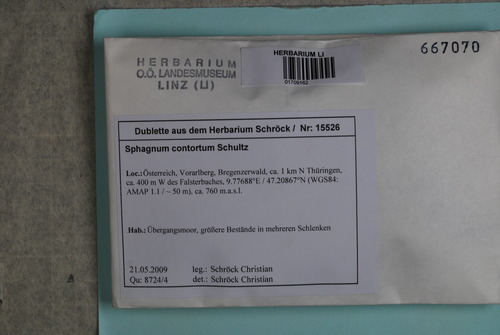 HERBARIUM
O.Ö. LANDESMUSEUM
LINZ (LI)
HERBARIUM LI
667070
Dublette aus dem Herbarium Schröck / Nr: 15526
Sphagnum contortum Schultz
Loc.: Österreich, Vorarlberg, Bregenzerwald, ca. 1 km N Thüringen,
ca. 400 m W des Falsterbaches, 9.77688°E / 47.20867°N (WGS84:
AMAP 1.1 / ~ 50 m), ca. 760 m.a.s.l.
Hab.: Übergangsmoor, größere Bestände in mehreren Schlenken
21.05.2009 leg.: Schröck Christian
Qu: 8724/4 det.: Schröck Christian